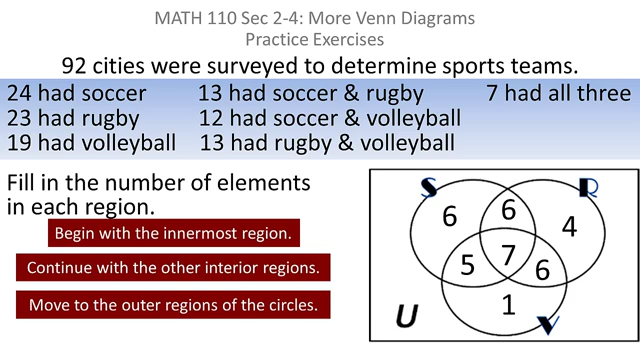 MATH 110 Sec 2-4: More Venn Diagrams
Practice Exercises
92 cities were surveyed to determine sports teams.
24 had soccer 13 had soccer & rugby 7 had all three
23 had rugby 12 had soccer & volleyball
19 had volleyball 13 had rugby & volleyball
Fill in the number of elements
in each region.
Begin with the innermost region.
Continue with the other interior regions.
Move to the outer regions of the circles.
S R
6 6 4
5 7 6
1
U V